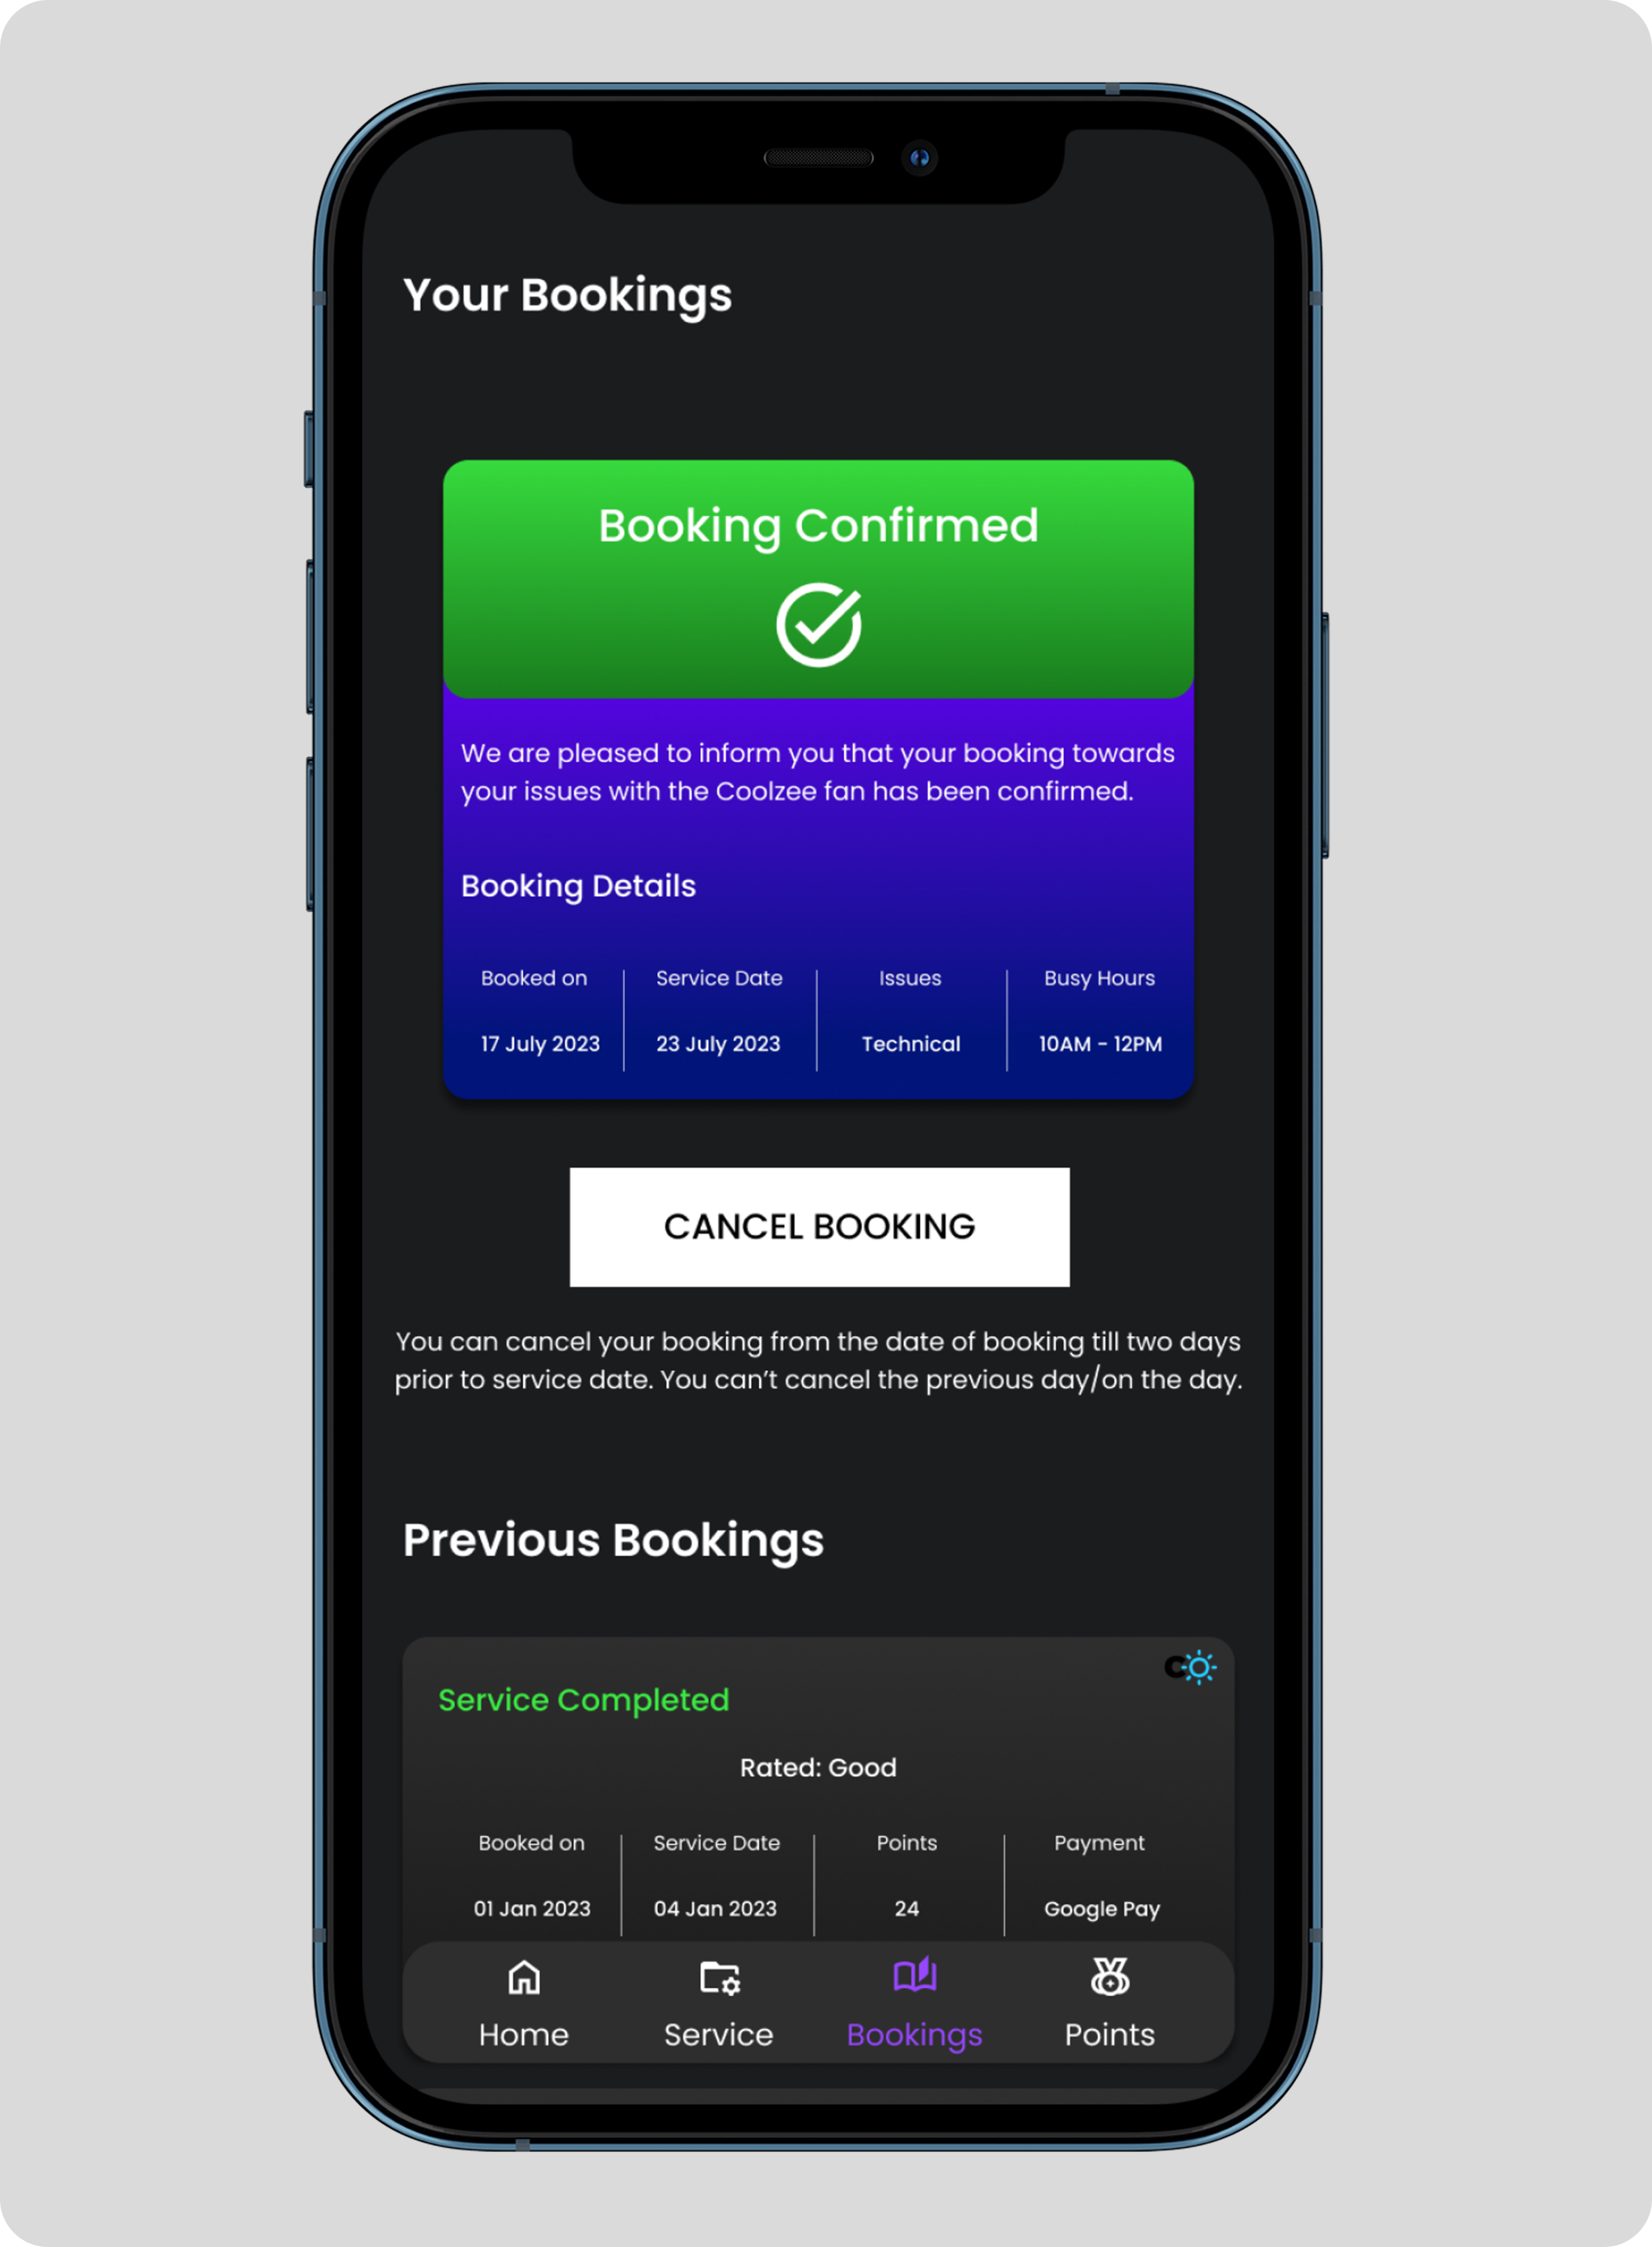 Your Bookings
Booking Confirmed
We are pleased to inform you that your booking towards
your issues with the Coolzee fan has been confirmed.
Booking Details
Booked on Service Date Issues Busy Hours
17 July 2023 23 July 2023 Technical 10AM - 12PM
CANCEL BOOKING
You can cancel your booking from the date of booking till two days
prior to service date. You can’t cancel the previous day/on the day.
Previous Bookings
Service Completed
Rated: Good
Booked on Service Date Points Payment
01 Jan 2023 04 Jan 2023 24 Google Pay
Home Service Bookings Points